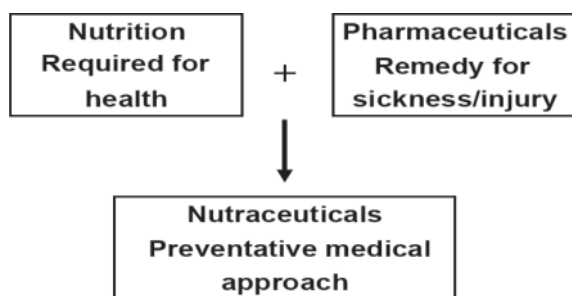 Nutrition
Required for
health
+
Pharmaceuticals
Remedy for
sickness/injury
Nutraceuticals
Preventative medical
approach